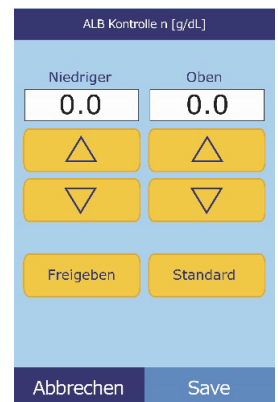 ALB Kontrolle n [g/dL]
Niedriger Oben
0.0 0.0
Freigeben Standard
Abbrechen Save